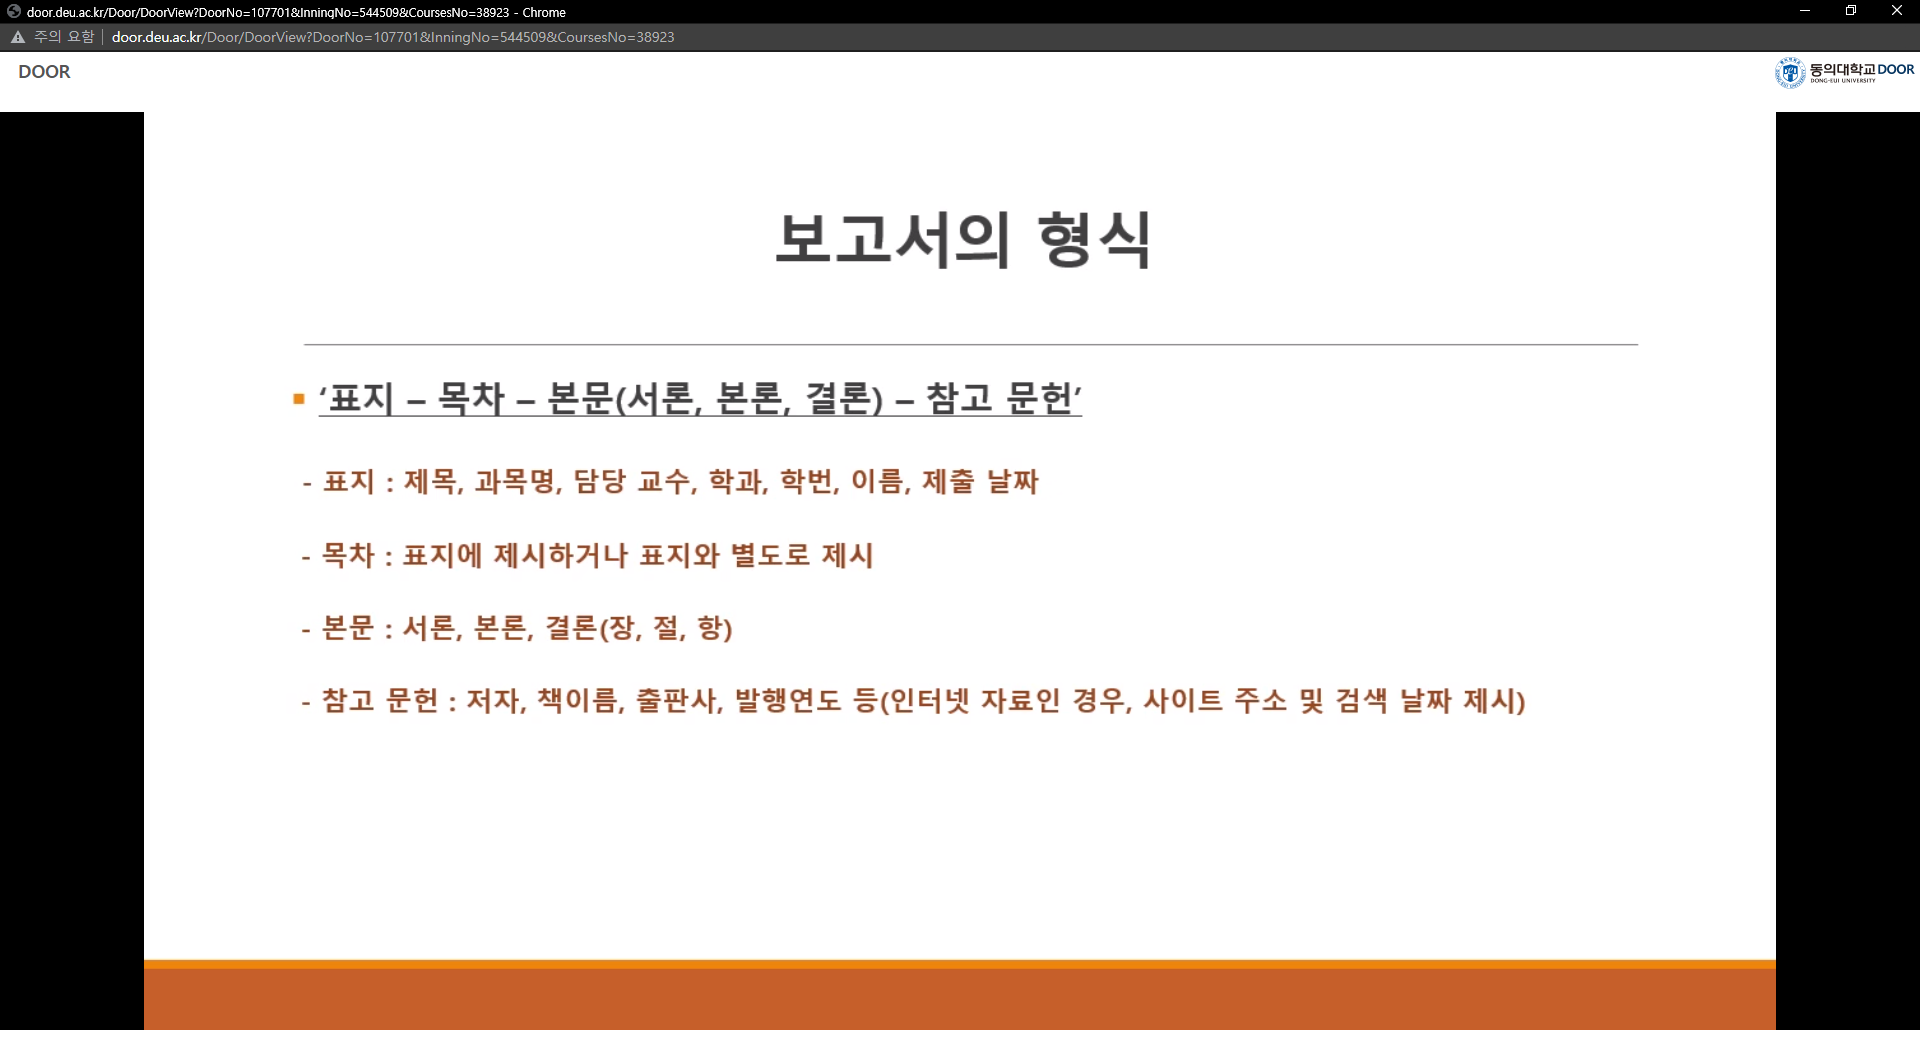 door.deu.ac.kr/Door/DoorView?DoorNo=107701&InningNo=544509&CoursesNo=38923 - Chrome
주의 요함 | door.deu.ac.kr/Door/DoorView?DoorNo=107701&InningNo=544509&CoursesNo=38923
DOOR
동의대학교 DOOR
DONG-EUI UNIVERSITY
보고서의 형식
▪ ‘표지 – 목차 – 본문(서론, 본론, 결론) – 참고 문헌’
- 표지 : 제목, 과목명, 담당 교수, 학과, 학번, 이름, 제출 날짜
- 목차 : 표지에 제시하거나 표지와 별도로 제시
- 본문 : 서론, 본론, 결론(장, 절, 항)
- 참고 문헌 : 저자, 책이름, 출판사, 발행연도 등(인터넷 자료인 경우, 사이트 주소 및 검색 날짜 제시)